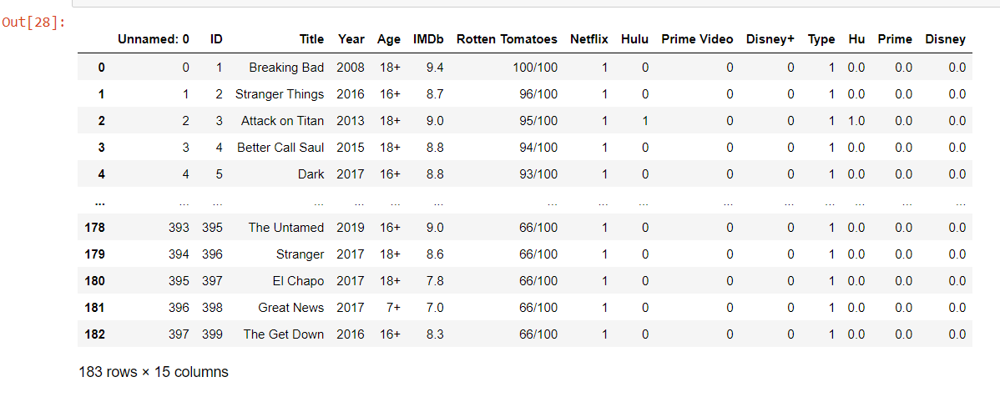 Out[28]:
Unnamed: 0 ID Title Year Age IMDb Rotten Tomatoes Netflix Hulu Prime Video Disney+ Type Hu Prime Disney
0 0 1 Breaking Bad 2008 18+ 9.4 100/100 1 0 0 0 1 0.0 0.0 0.0
1 1 2 Stranger Things 2016 16+ 8.7 96/100 1 0 0 0 1 0.0 0.0 0.0
2 2 3 Attack on Titan 2013 18+ 9.0 95/100 1 1 0 0 1 1.0 0.0 0.0
3 3 4 Better Call Saul 2015 18+ 8.8 94/100 1 0 0 0 1 0.0 0.0 0.0
4 4 5 Dark 2017 16+ 8.8 93/100 1 0 0 0 1 0.0 0.0 0.0
... ... ... ... ... ... ... ... ... ... ... ... ... ... ... ...
178 393 395 The Untamed 2019 16+ 9.0 66/100 1 0 0 0 1 0.0 0.0 0.0
179 394 396 Stranger 2017 18+ 8.6 66/100 1 0 0 0 1 0.0 0.0 0.0
180 395 397 El Chapo 2017 18+ 7.8 66/100 1 0 0 0 1 0.0 0.0 0.0
181 396 398 Great News 2017 7+ 7.0 66/100 1 0 0 0 1 0.0 0.0 0.0
182 397 399 The Get Down 2016 16+ 8.3 66/100 1 0 0 0 1 0.0 0.0 0.0
183 rows × 15 columns